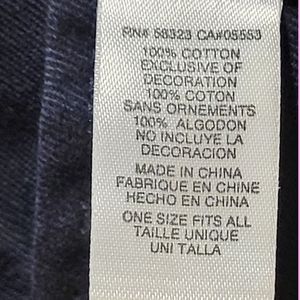 RN# 58323 CA#05553
100% COTTON
EXCLUSIVE OF
DECORATION
100% COTON
SANS ORNEMENTS
100% ALGODON
NO INCLUYE LA
DECORACION
MADE IN CHINA
FABRIQUE EN CHINE
HECHO EN CHINA
ONE SIZE FITS ALL
TAILLE UNIQUE
UNI TALLA